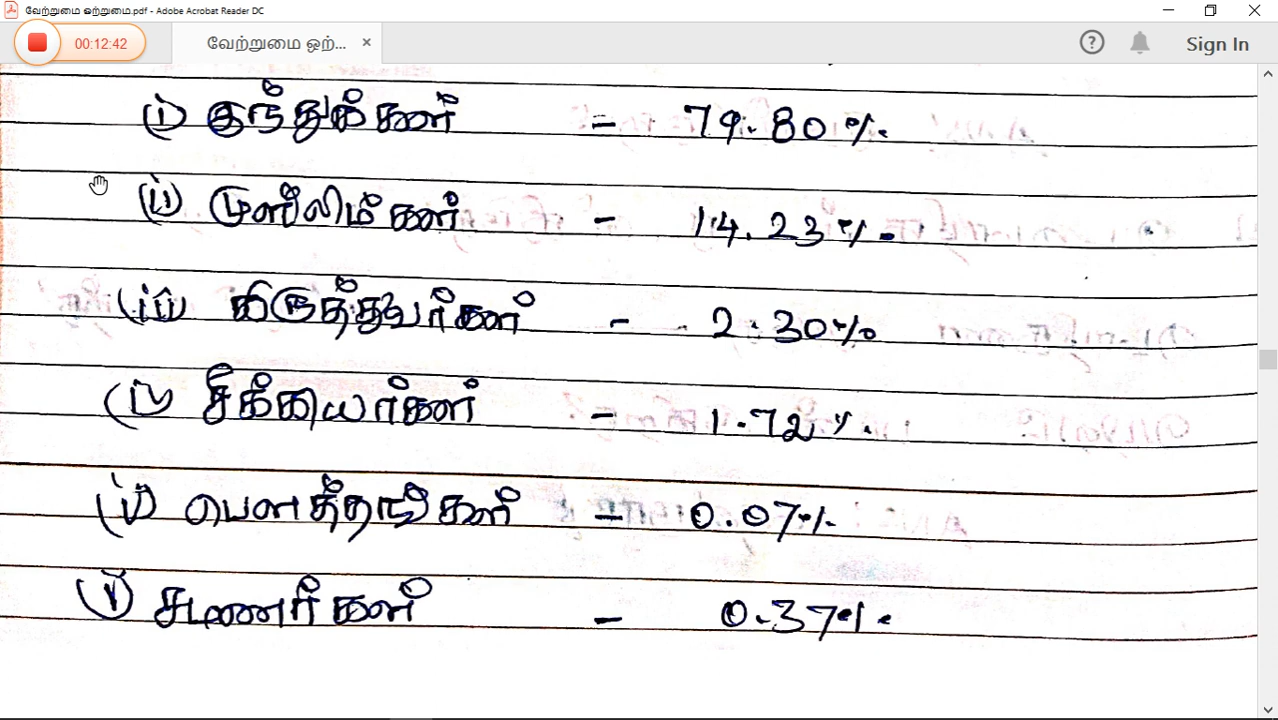 வேற்றுமை ஒற்றுமை.pdf - Adobe Acrobat Reader DC
00:12:42 வேற்றுமை ஒற்... × Sign In
(i) இந்துக்கள் - 79.80%.
(ii) முஸ்லிம்கள் - 14.23%.
(iii) கிருத்தவர்கள் - 2.30%
(iv) சீக்கியர்கள் - 1.72%.
(v) பௌத்தர்கள் - 0.07%
(vi) சமணர்கள் - 0.37%.